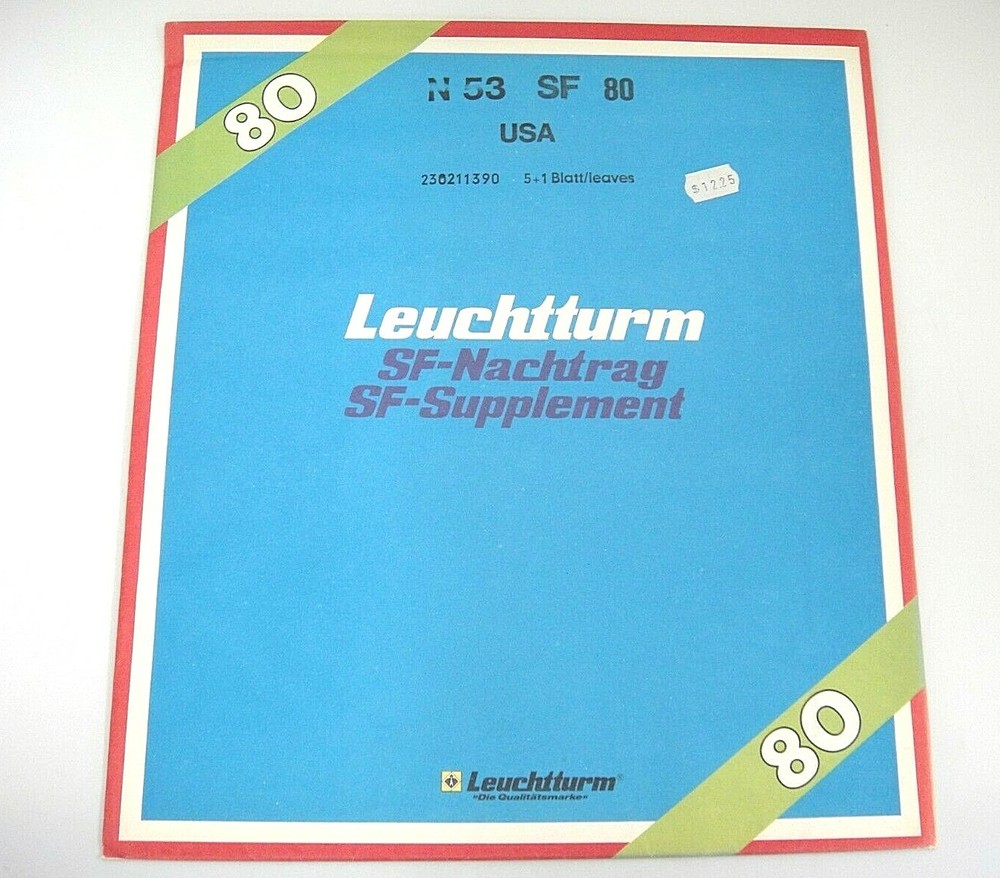 80
N 53 SF 80
USA
230211390 5+1 Blatt/leaves
$12.25
Leuchtturm
SF-Nachtrag
SF-Supplement
80
Leuchtturm®
»Die Qualitätsmarke«